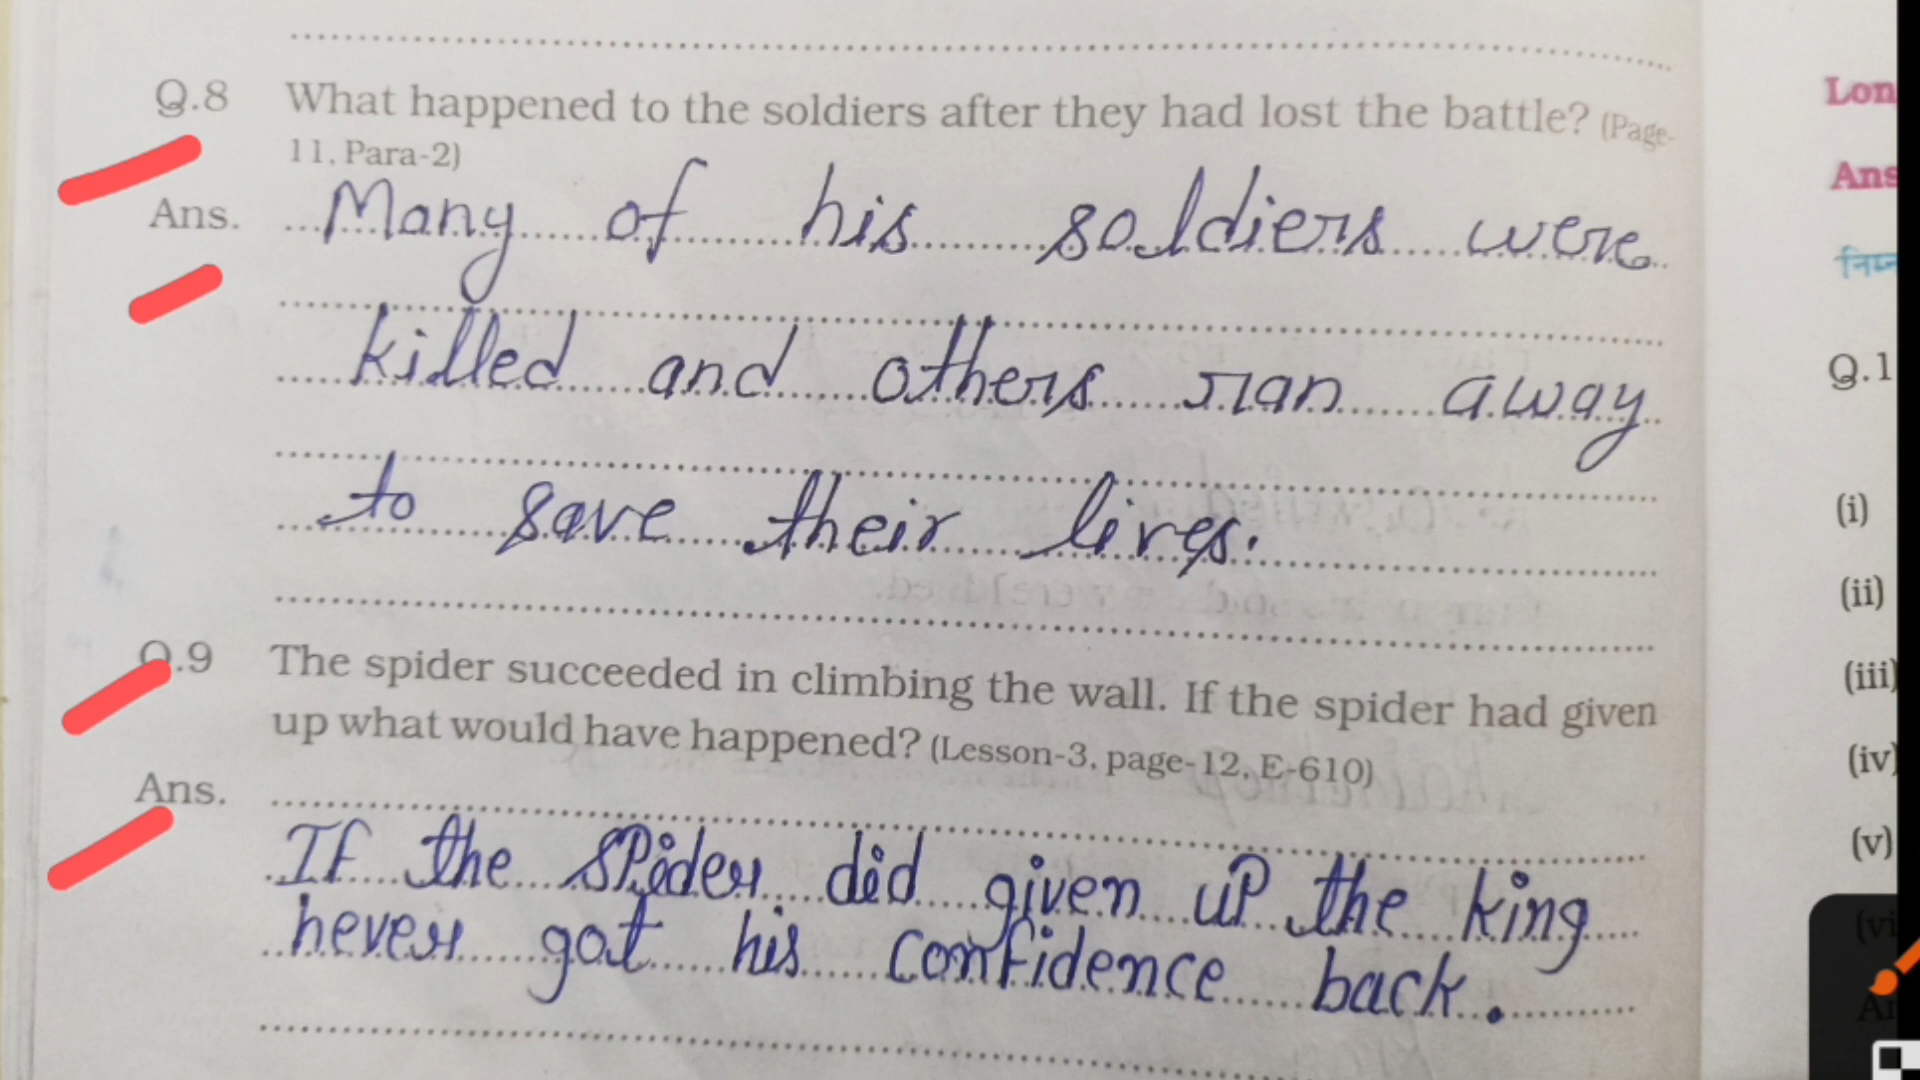 Q.8 What happened to the soldiers after they had lost the battle? (Page-
11, Para-2)
Ans. Many of his soldiers were
killed and others ran away
to save their lives.
Q.9 The spider succeeded in climbing the wall. If the spider had given
up what would have happened? (Lesson-3, page-12, E-610)
Ans.
If the spider did given up the king
never got his confidence back.
Lon
Ans
निम्न
Q.1
(i)
(ii)
(iii)
(iv)
(v)
(vi